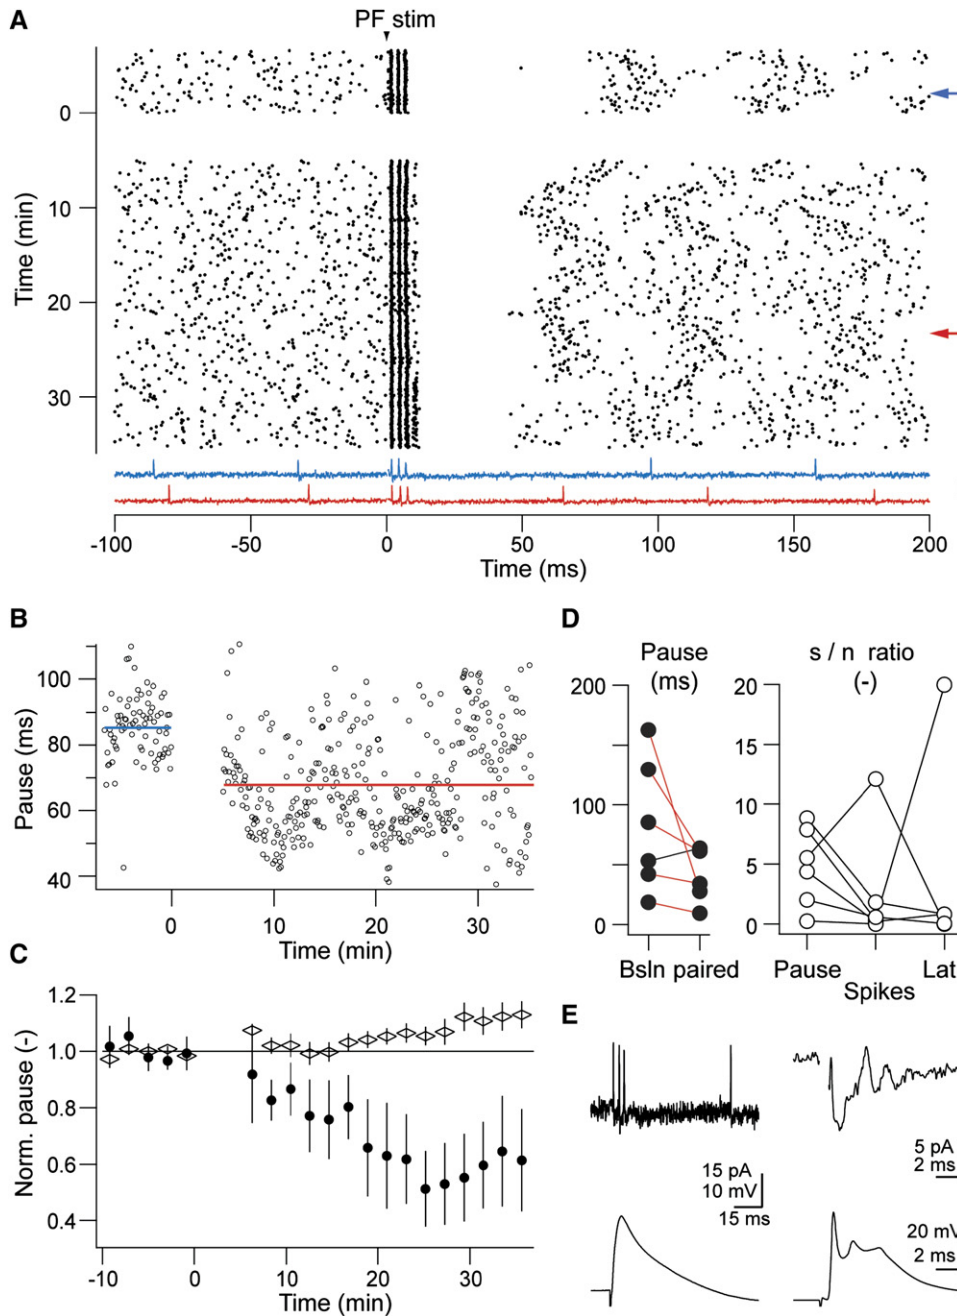 A
PF stim
0
10
20
30
Time (min)
-100
-50
0
50
100
150
200
Time (ms)
B
100
80
60
40
Pause (ms)
0
10
20
30
Time (min)
C
1.2
1.0
0.8
0.6
0.4
Norm. pause (-)
-10
0
10
20
30
Time (min)
D
Pause
(ms)
200
100
0
Bsln paired
s / n ratio
(-)
20
15
10
5
0
Pause
Spikes
Lat
E
15 pA
10 mV
15 ms
5 pA
2 ms
20 mV
2 ms